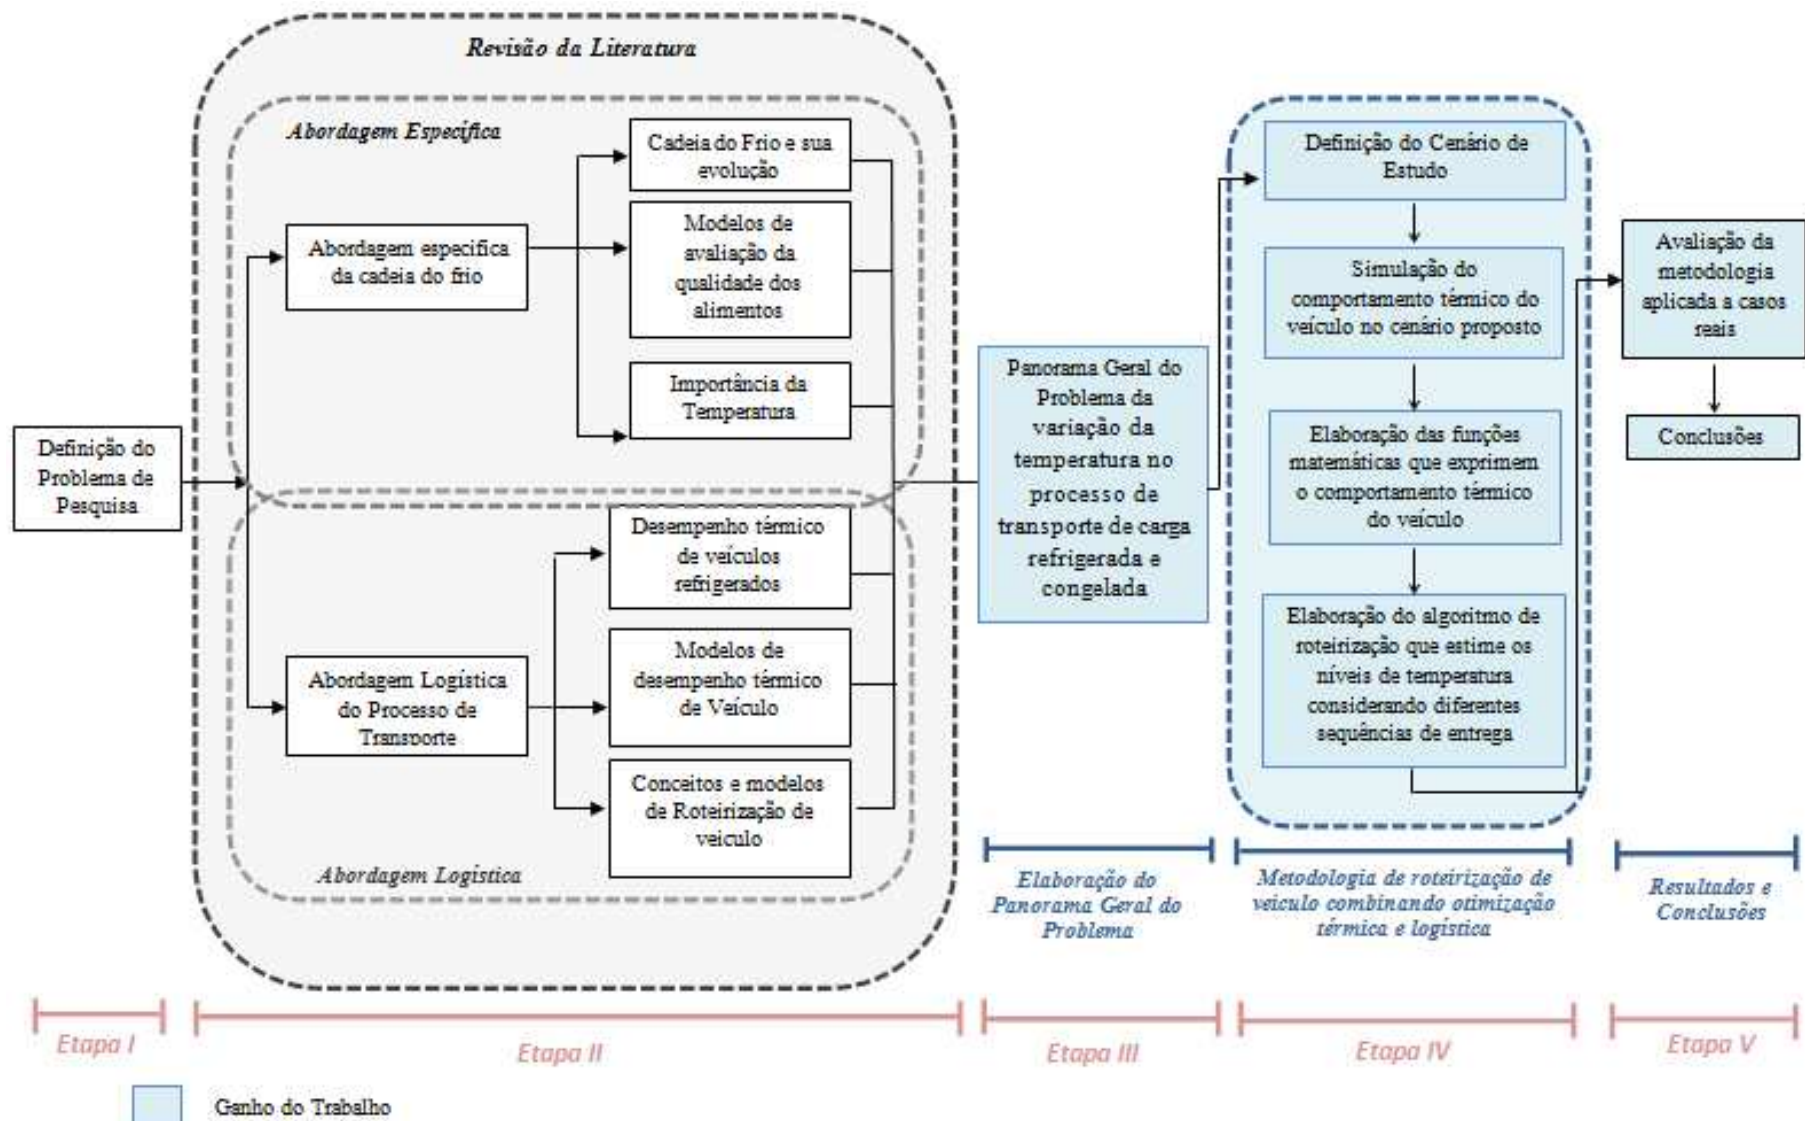 Revisão da Literatura
Abordagem Específica
Cadeia do Frio e sua
evolução
Modelos de
avaliação da
qualidade dos
alimentos
Importância da
Temperatura
Abordagem especifica
da cadeia do frio
Definição do
Problema de
Pesquisa
Abordagem Logística
do Processo de
Transporte
Desempenho térmico
de veículos
refrigerados
Modelos de
desempenho térmico
de Veículo
Conceitos e modelos
de Roteirização de
veiculo
Abordagem Logística
Panorama Geral do
Problema da
variação da
temperatura no
processo de
transporte de carga
refrigerada e
congelada
Definição do Cenário de
Estudo
Simulação do
comportamento térmico do
veículo no cenário proposto
Elaboração das funções
matemáticas que exprimem
o comportamento térmico
do veículo
Elaboração do algoritmo de
roteirização que estime os
níveis de temperatura
considerando diferentes
sequências de entrega
Avaliação da
metodologia
aplicada a casos
reais
Conclusões
Elaboração do
Panorama Geral do
Problema
Metodologia de roteirização de
veiculo combinando otimização
térmica e logística
Resultados e
Conclusões
Etapa I
Etapa II
Etapa III
Etapa IV
Etapa V
Ganho do Trabalho